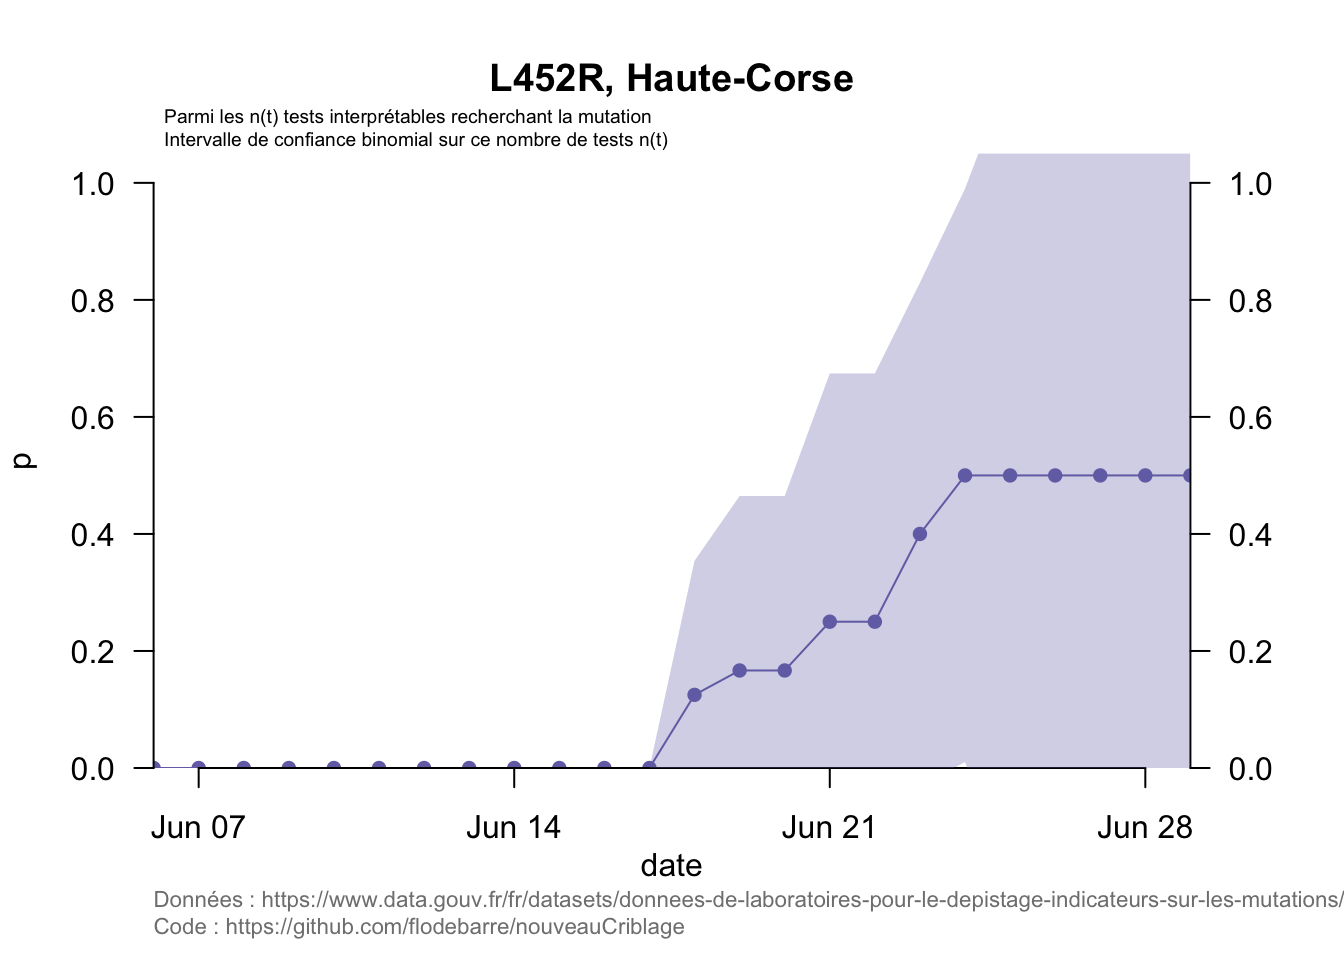 L452R, Haute-Corse
Parmi les n(t) tests interprétables recherchant la mutation
Intervalle de confiance binomial sur ce nombre de tests n(t)
1.0
0.8
0.6
0.4
0.2
0.0
p
1.0
0.8
0.6
0.4
0.2
0.0
Jun 07 Jun 14 Jun 21 Jun 28
date
Données : https://www.data.gouv.fr/fr/datasets/donnees-de-laboratoires-pour-le-depistage-indicateurs-sur-les-mutations/
Code : https://github.com/flodebarre/nouveauCriblage